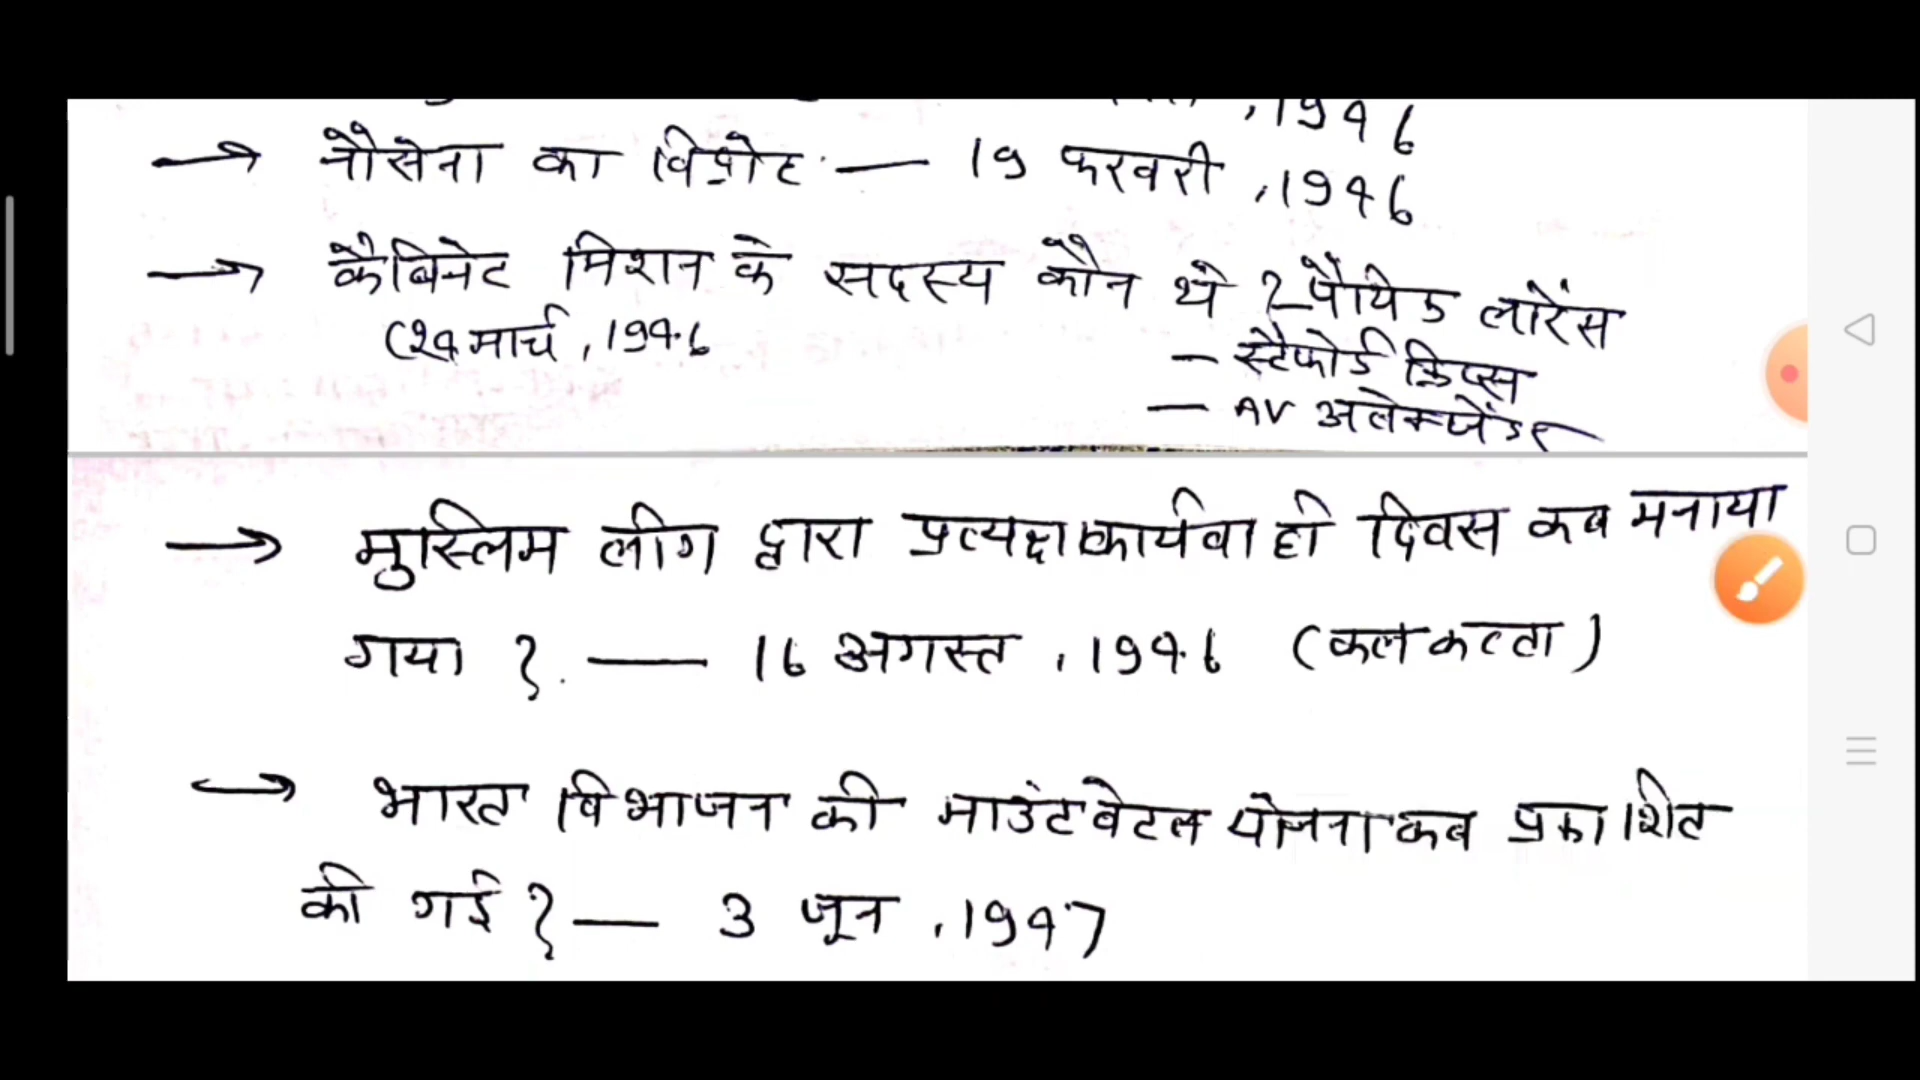 , 1946
→ नौसेना का विद्रोह — 19 फरवरी, 1946
→ कैबिनेट मिशन के सदस्य कौन थे ? - पैथिक लारेंस
(24 मार्च, 1946
— स्टैफोर्ड क्रिप्स
— AV अलेक्जेंडर
→ मुस्लिम लीग द्वारा प्रत्यक्ष कार्यवाही दिवस कब मनाया
गया ? — 16 अगस्त, 1946 (कलकत्ता)
→ भारत विभाजन की माउंटबेटन योजना कब प्रकाशित
की गई ? — 3 जून, 1947